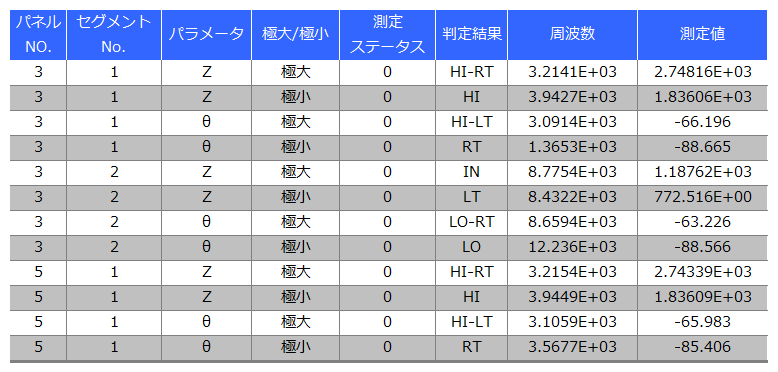 パネル NO. セグメント No. パラメータ 極大/極小 測定 ステータス 判定結果 周波数 測定値
3 1 Z 極大 0 HI-RT 3.2141E+03 2.74816E+03
3 1 Z 極小 0 HI 3.9427E+03 1.83606E+03
3 1 θ 極大 0 HI-LT 3.0914E+03 -66.196
3 1 θ 極小 0 RT 1.3653E+03 -88.665
3 2 Z 極大 0 IN 8.7754E+03 1.18762E+03
3 2 Z 極小 0 LT 8.4322E+03 772.516E+00
3 2 θ 極大 0 LO-RT 8.6594E+03 -63.226
3 2 θ 極小 0 LO 12.236E+03 -88.566
5 1 Z 極大 0 HI-RT 3.2154E+03 2.74339E+03
5 1 Z 極小 0 HI 3.9449E+03 1.83609E+03
5 1 θ 極大 0 HI-LT 3.1059E+03 -65.983
5 1 θ 極小 0 RT 3.5677E+03 -85.406